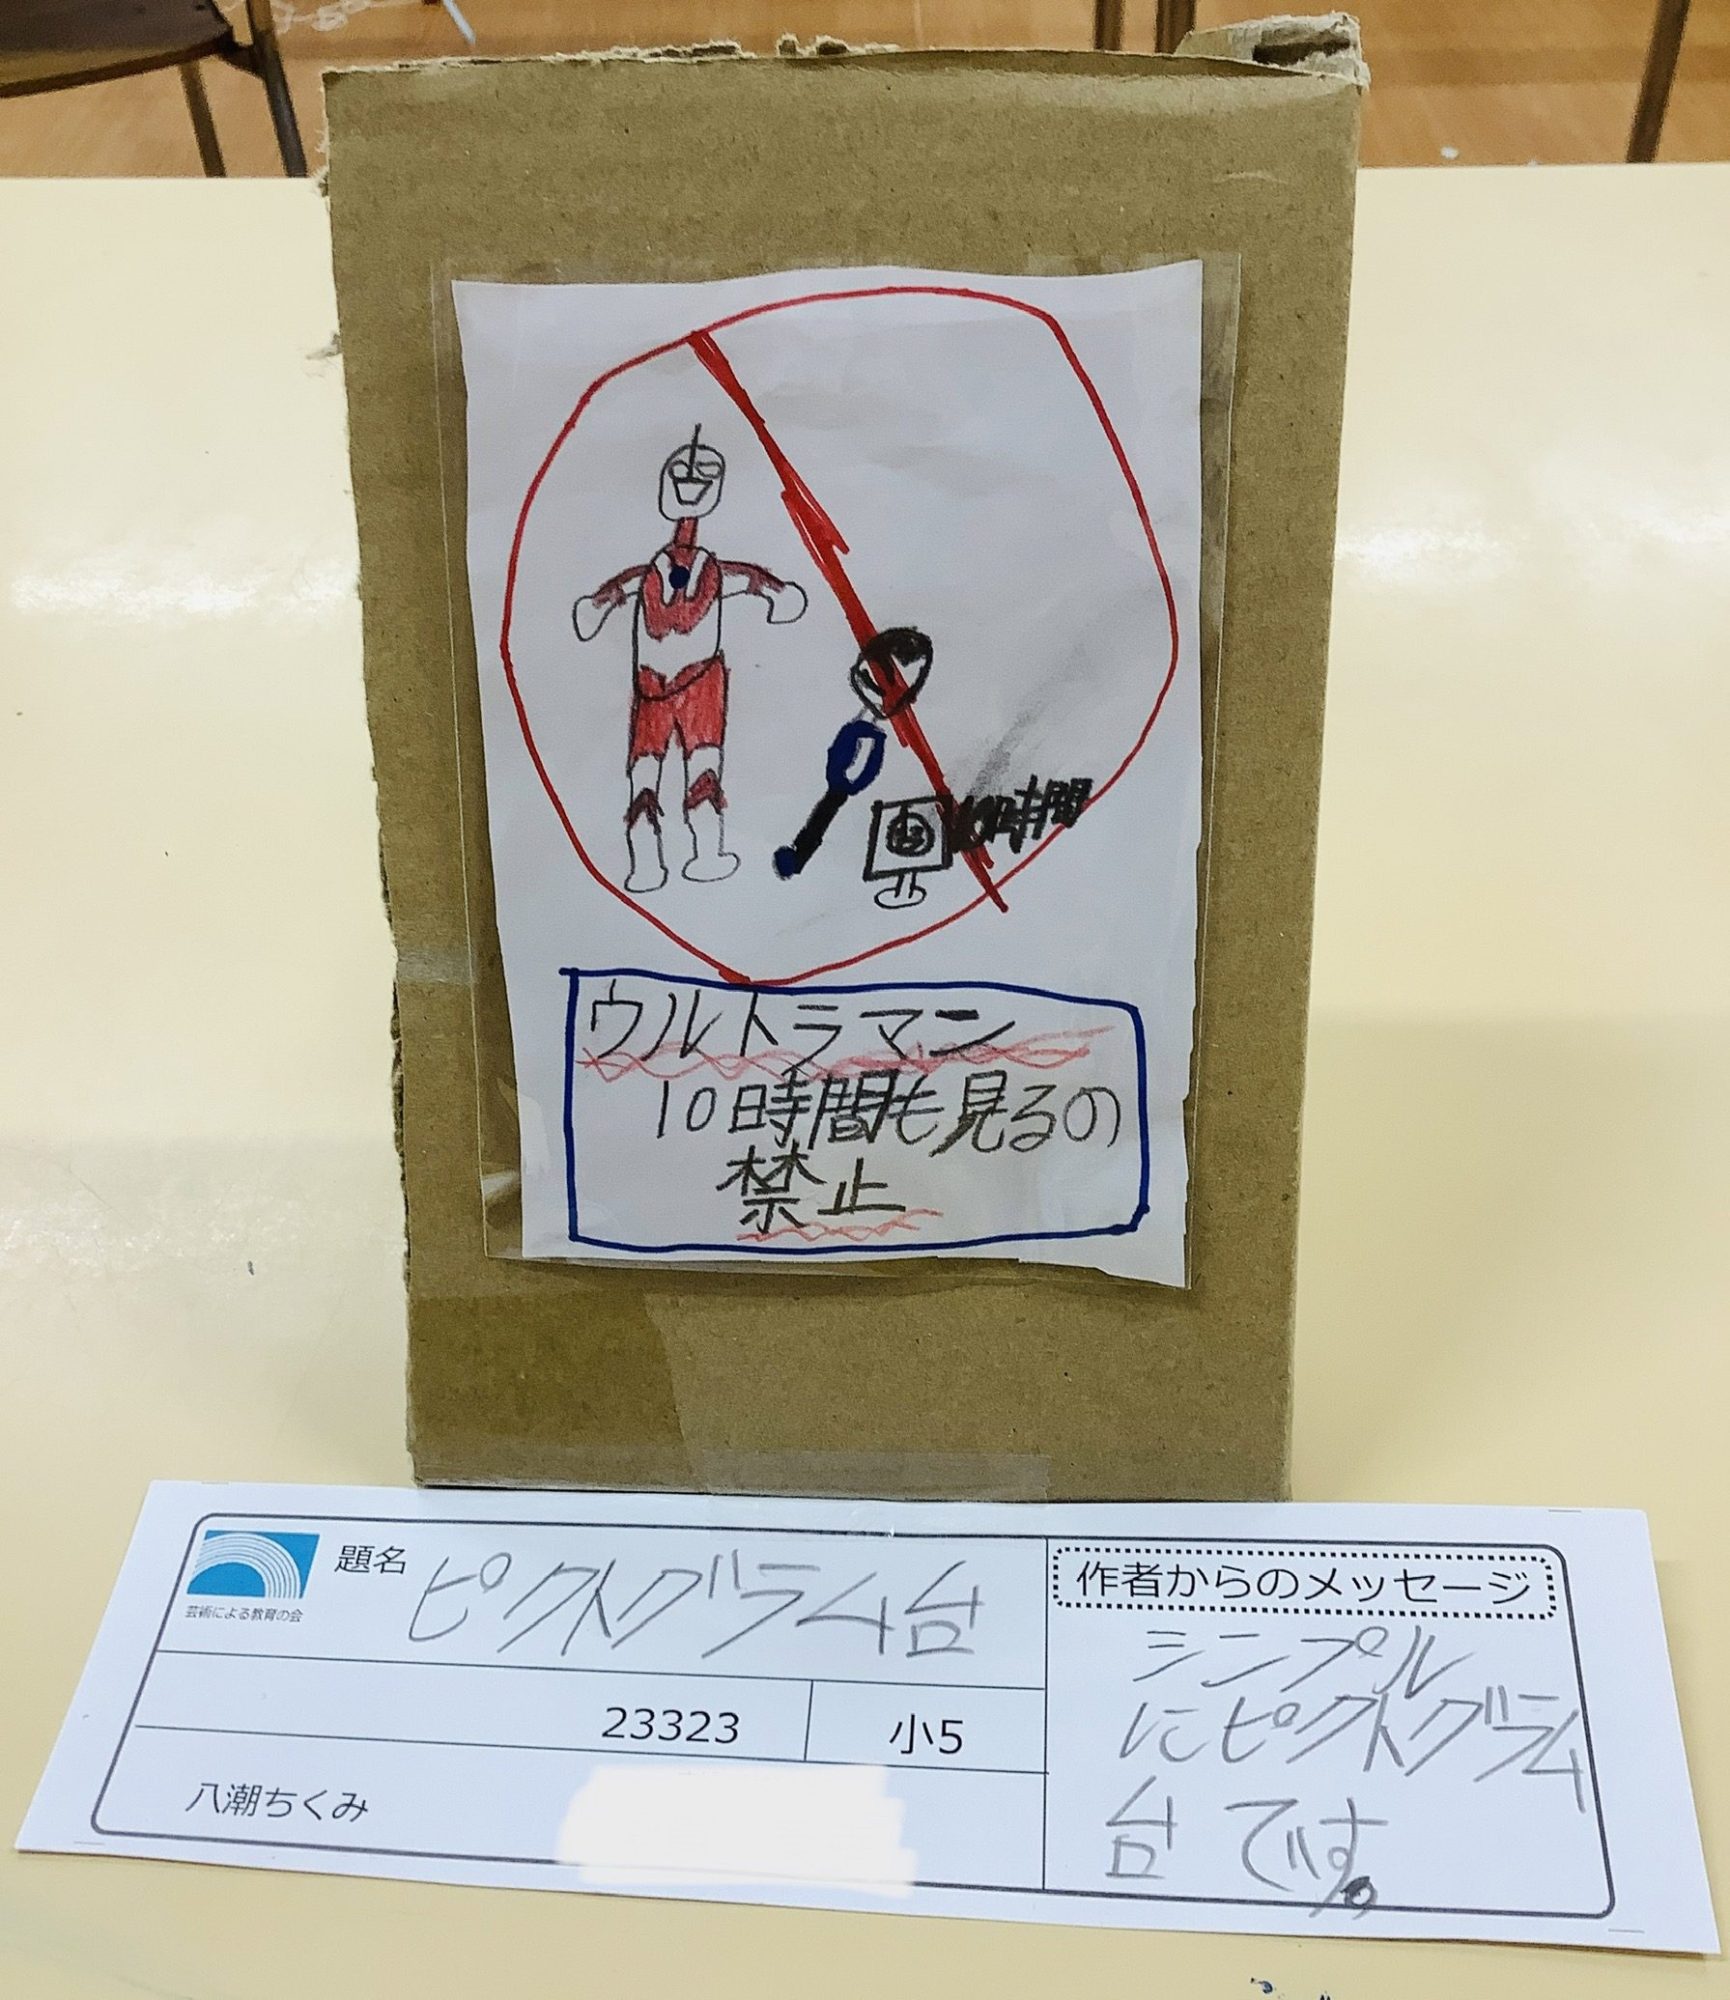 10時間
ウルトラマン
10時間も見るの
禁止
芸術による教育の会
題名
ピクトグラム台
23323
小5
八潮ちくみ
作者からのメッセージ
シンプル
にピクトグラム
台です。